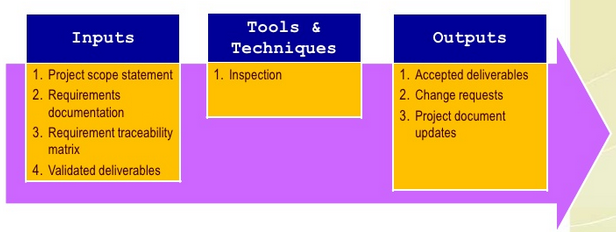 Inputs
1. Project scope statement
2. Requirements
documentation
3. Requirement traceability
matrix
4. Validated deliverables
Tools &
Techniques
1. Inspection
Outputs
1. Accepted deliverables
2. Change requests
3. Project document
updates